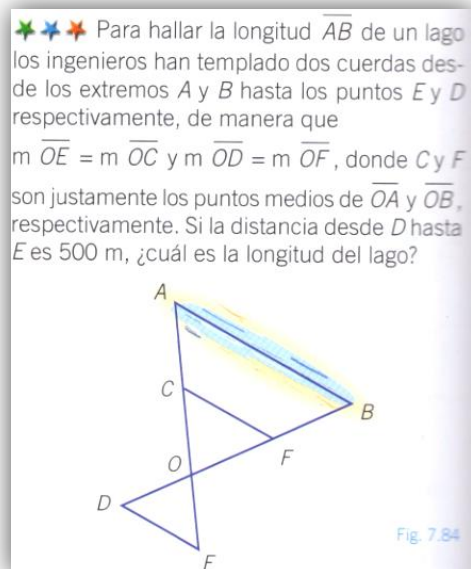 Para hallar la longitud AB de un lago
los ingenieros han templado dos cuerdas des-
de los extremos A y B hasta los puntos E y D
respectivamente, de manera que
m OE = m OC y m OD = m OF, donde C y F
son justamente los puntos medios de OA y OB,
respectivamente. Si la distancia desde D hasta
E es 500 m, ¿cuál es la longitud del lago?
A
C
B
F
O
D
E
Fig. 7.84